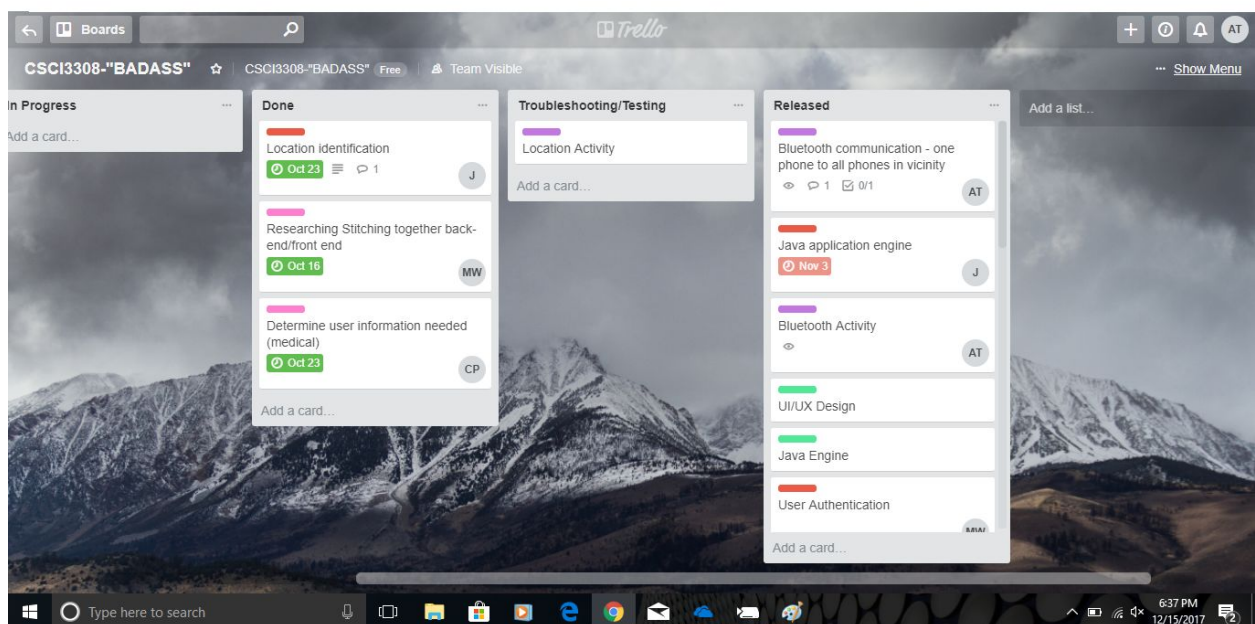 Boards
Trello
AT
CSCI3308-"BADASS"
CSCI3308-"BADASS" Free
Team Visible
Show Menu
In Progress
Add a card...
Done
Location identification
Oct 23
1
J
Researching Stitching together back-
end/front end
Oct 16
MW
Determine user information needed
(medical)
Oct 23
CP
Add a card...
Troubleshooting/Testing
Location Activity
Add a card...
Released
Bluetooth communication - one
phone to all phones in vicinity
1
0/1
AT
Java application engine
Nov 3
J
Bluetooth Activity
AT
UI/UX Design
Java Engine
User Authentication
MW
Add a card...
Add a list...
Type here to search
6:37 PM
12/15/2017
2